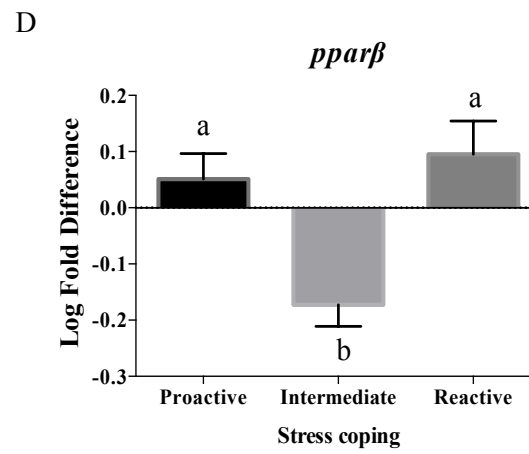 D
pparβ
Log Fold Difference
0.2
0.1
0.0
-0.1
-0.2
-0.3
a
b
a
Proactive Intermediate Reactive
Stress coping